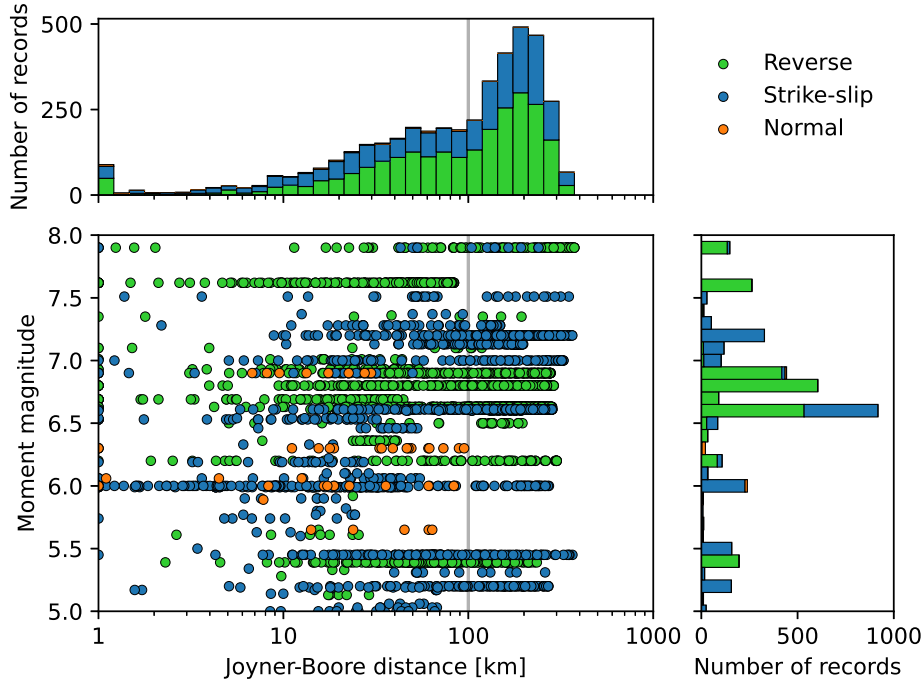 Number of records
500
250
0
Reverse
Strike-slip
Normal
Moment magnitude
8.0
7.5
7.0
6.5
6.0
5.5
5.0
1
10
100
1000
Joyner-Boore distance [km]
0
500
1000
Number of records